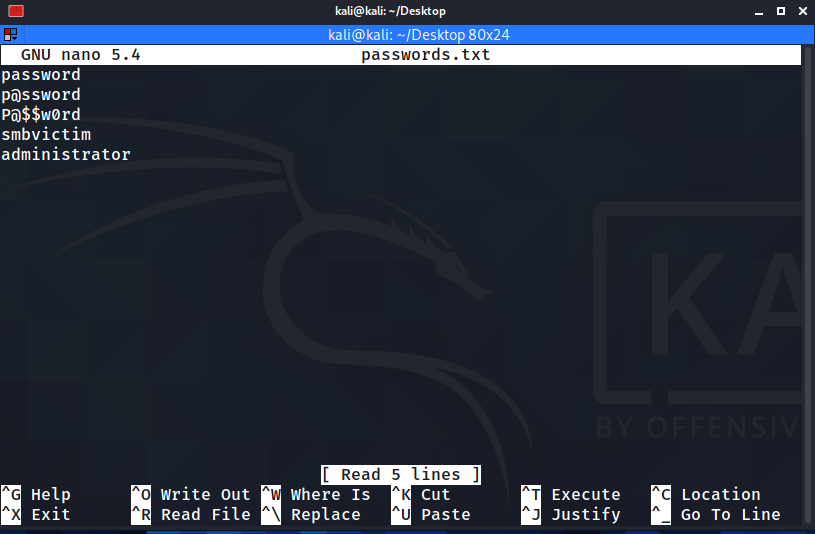 kali@kali: ~/Desktop
kali@kali: ~/Desktop 80x24
GNU nano 5.4 passwords.txt
password
p@ssword
P@$$w0rd
smbvictim
administrator
KA
BY OFFENSIV
[ Read 5 lines ]
^G Help ^O Write Out ^W Where Is ^K Cut ^T Execute ^C Location
^X Exit ^R Read File ^\ Replace ^U Paste ^J Justify ^_ Go To Line